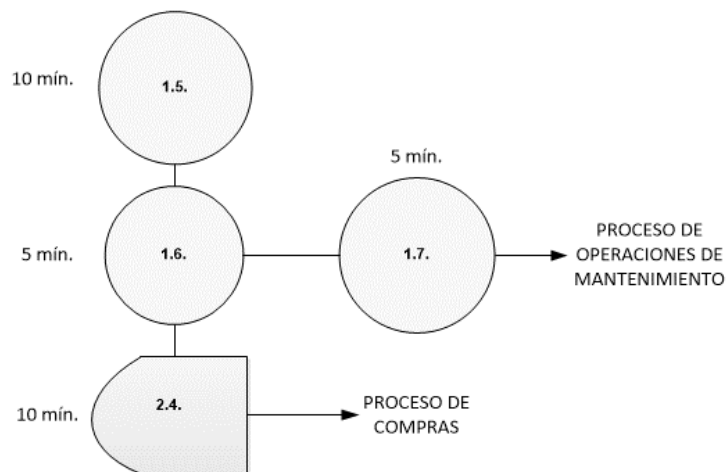 10 mín.
1.5.
5 mín.
5 mín.
1.6.
1.7.
PROCESO DE
OPERACIONES DE
MANTENIMIENTO
10 mín.
2.4.
PROCESO DE
COMPRAS